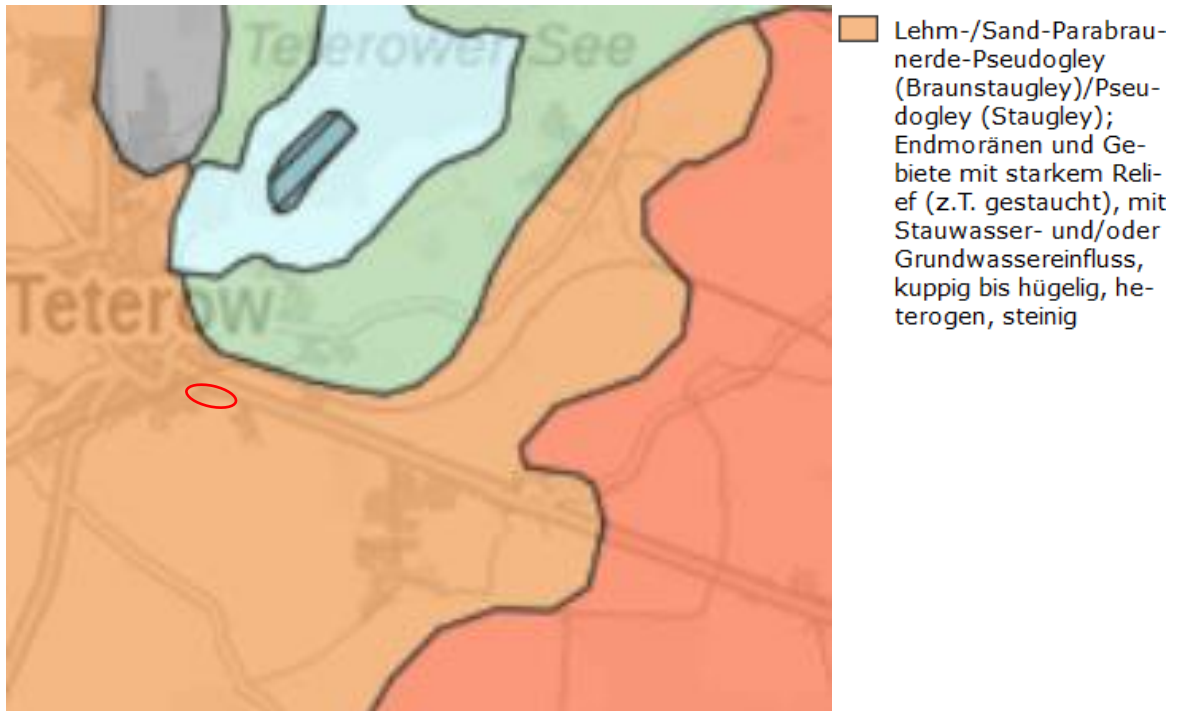 Teterower See
Teterow
Lehm-/Sand-Parabrau-
nerde-Pseudogley
(Braunstaugley)/Pseu-
dogley (Staugley);
Endmoränen und Ge-
biete mit starkem Reli-
ef (z.T. gestaucht), mit
Stauwasser- und/oder
Grundwassereinfluss,
kuppig bis hügelig, he-
terogen, steinig